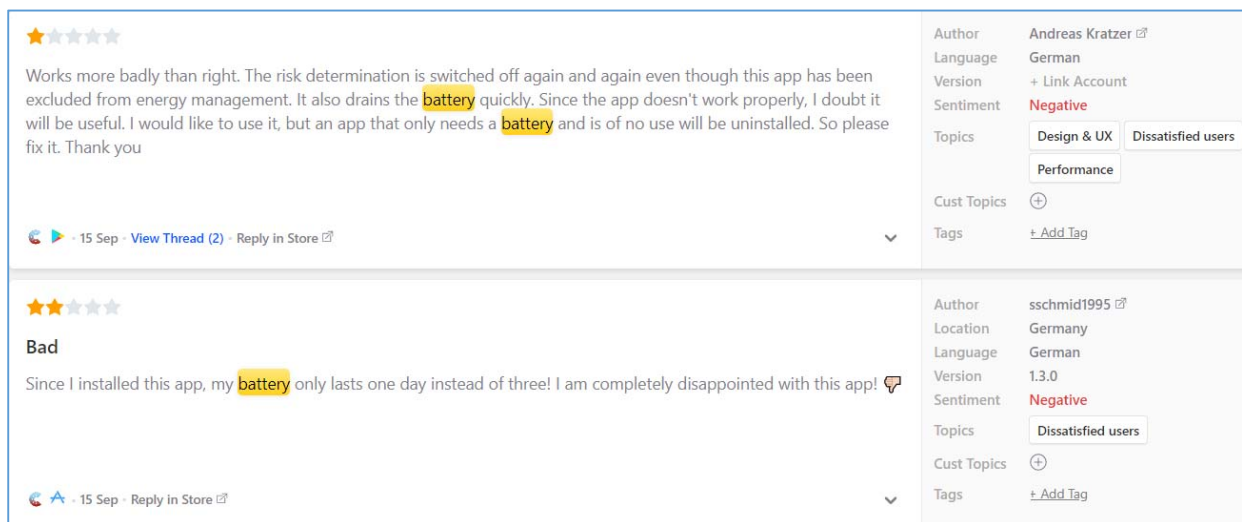 Works more badly than right. The risk determination is switched off again and again even though this app has been
excluded from energy management. It also drains the battery quickly. Since the app doesn't work properly, I doubt it
will be useful. I would like to use it, but an app that only needs a battery and is of no use will be uninstalled. So please
fix it. Thank you
· 15 Sep · View Thread (2) · Reply in Store
Author Andreas Kratzer
Language German
Version + Link Account
Sentiment Negative
Topics Design & UX Dissatisfied users
Performance
Cust Topics
Tags + Add Tag
Bad
Since I installed this app, my battery only lasts one day instead of three! I am completely disappointed with this app! 👎
· 15 Sep · Reply in Store
Author sschmid1995
Location Germany
Language German
Version 1.3.0
Sentiment Negative
Topics Dissatisfied users
Cust Topics
Tags + Add Tag